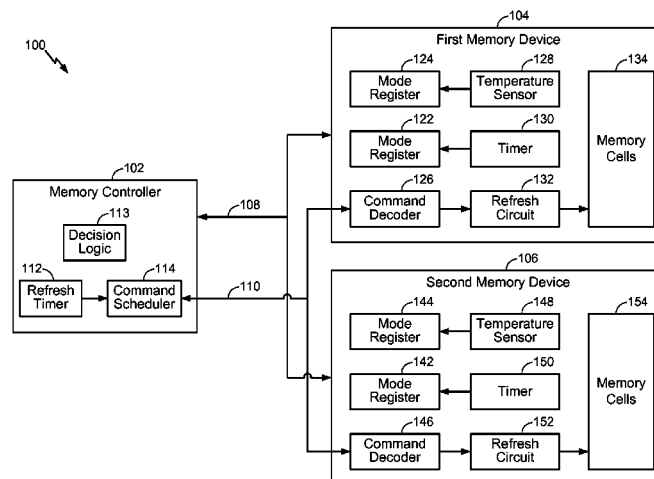 100
104
First Memory Device
124
Mode
Register
128
Temperature
Sensor
134
Memory
Cells
122
Mode
Register
130
Timer
126
Command
Decoder
132
Refresh
Circuit
102
Memory Controller
113
Decision
Logic
112
Refresh
Timer
114
Command
Scheduler
108
110
106
Second Memory Device
144
Mode
Register
148
Temperature
Sensor
154
Memory
Cells
142
Mode
Register
150
Timer
146
Command
Decoder
152
Refresh
Circuit